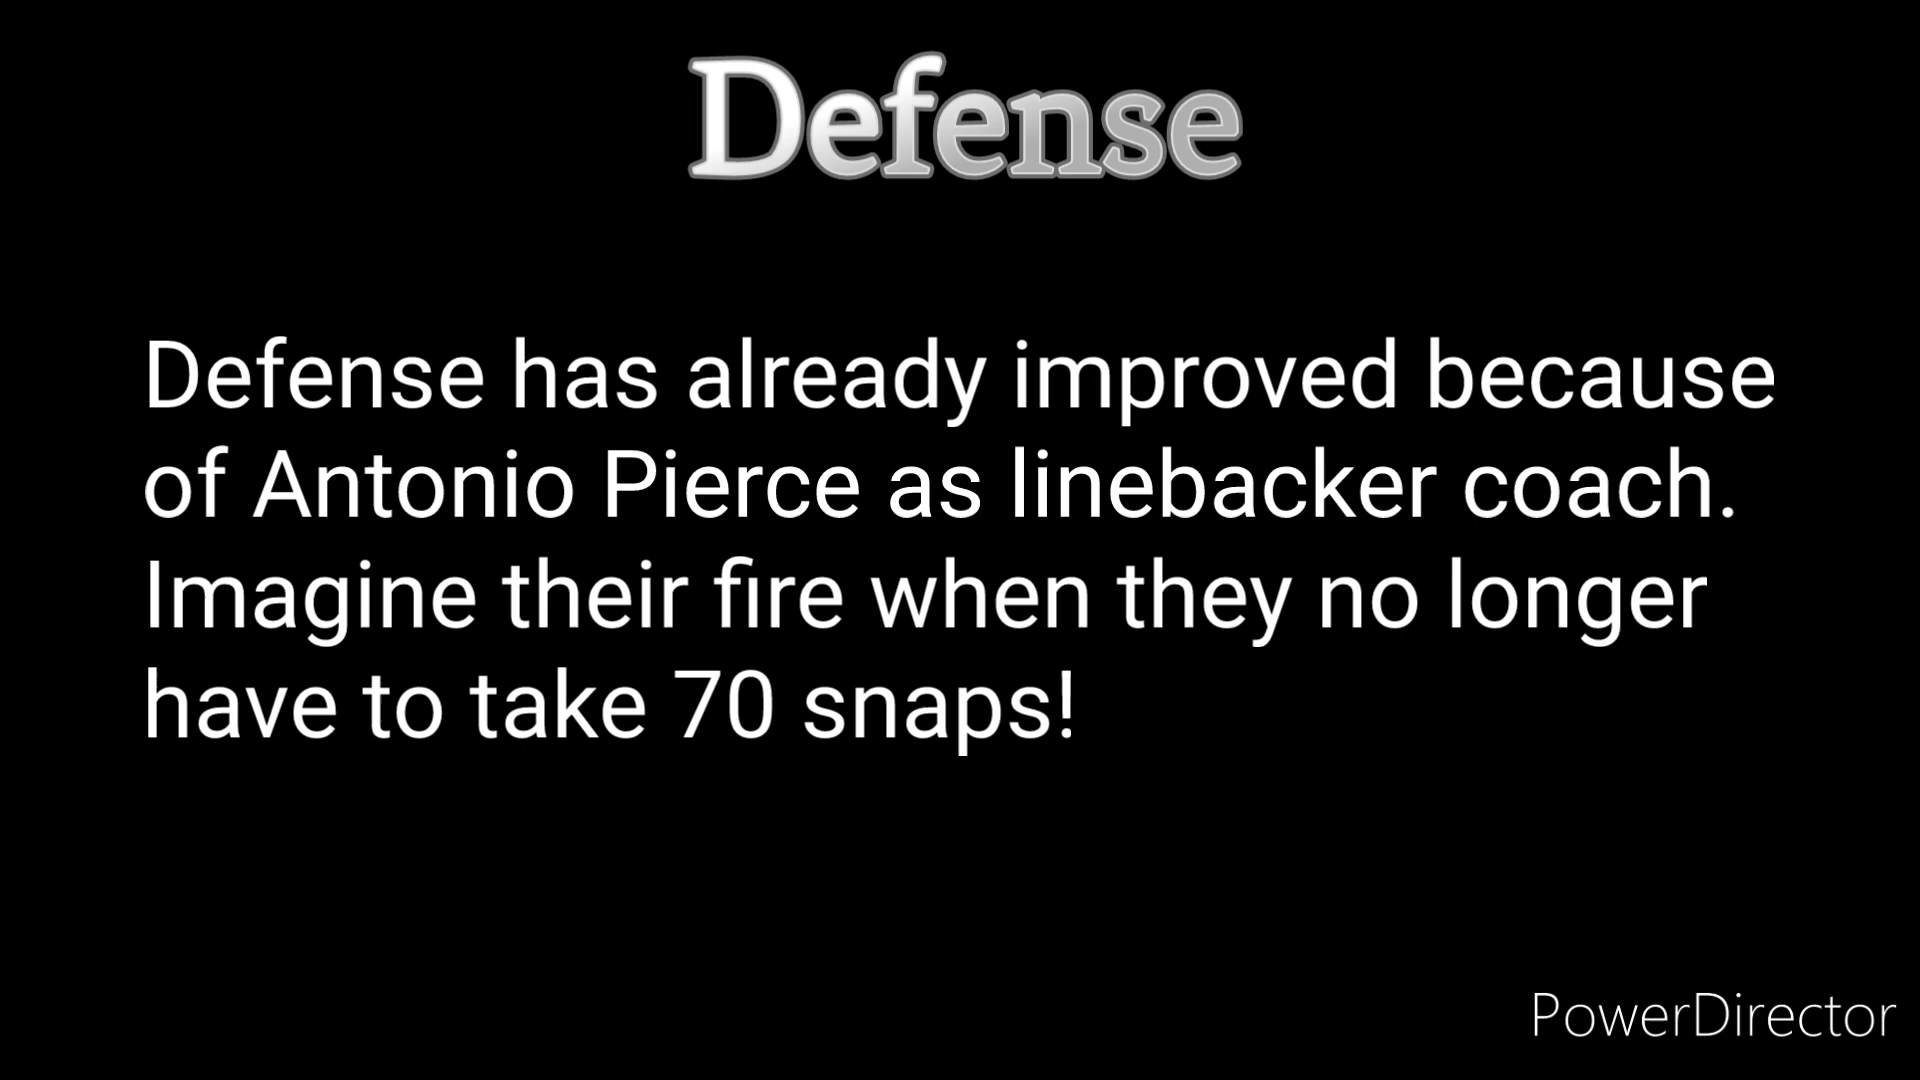 Defense
Defense has already improved because
of Antonio Pierce as linebacker coach.
Imagine their fire when they no longer
have to take 70 snaps!
PowerDirector